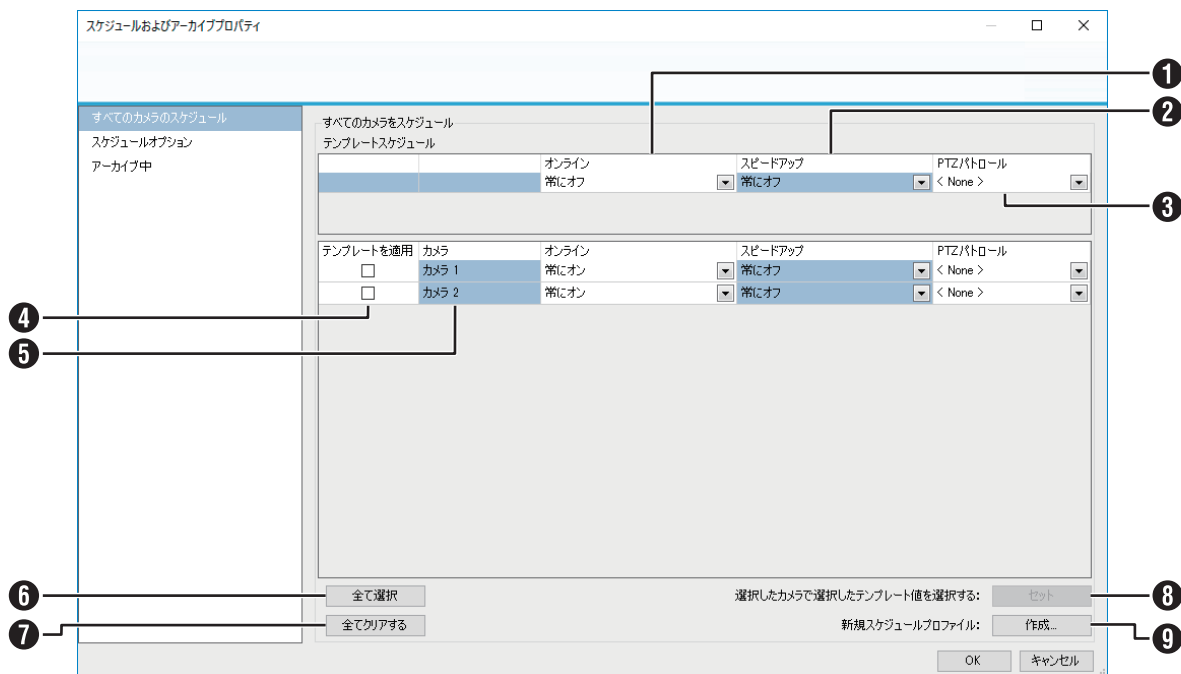 スケジュールおよびアーカイブプロパティ
❶
すべてのカメラのスケジュール
スケジュールオプション
アーカイブ中
すべてのカメラをスケジュール
❷
テンプレートスケジュール
オンライン スピードアップ PTZパトロール
常にオフ 常にオフ < None >
❸
テンプレートを適用 カメラ オンライン スピードアップ PTZパトロール
カメラ 1 常にオン 常にオフ < None >
カメラ 2 常にオン 常にオフ < None >
❹
❺
❻ 全て選択 選択したカメラで選択したテンプレート値を選択する: セット ❽
❼ 全てクリアする 新規スケジュールプロファイル: 作成... ❾
OK キャンセル